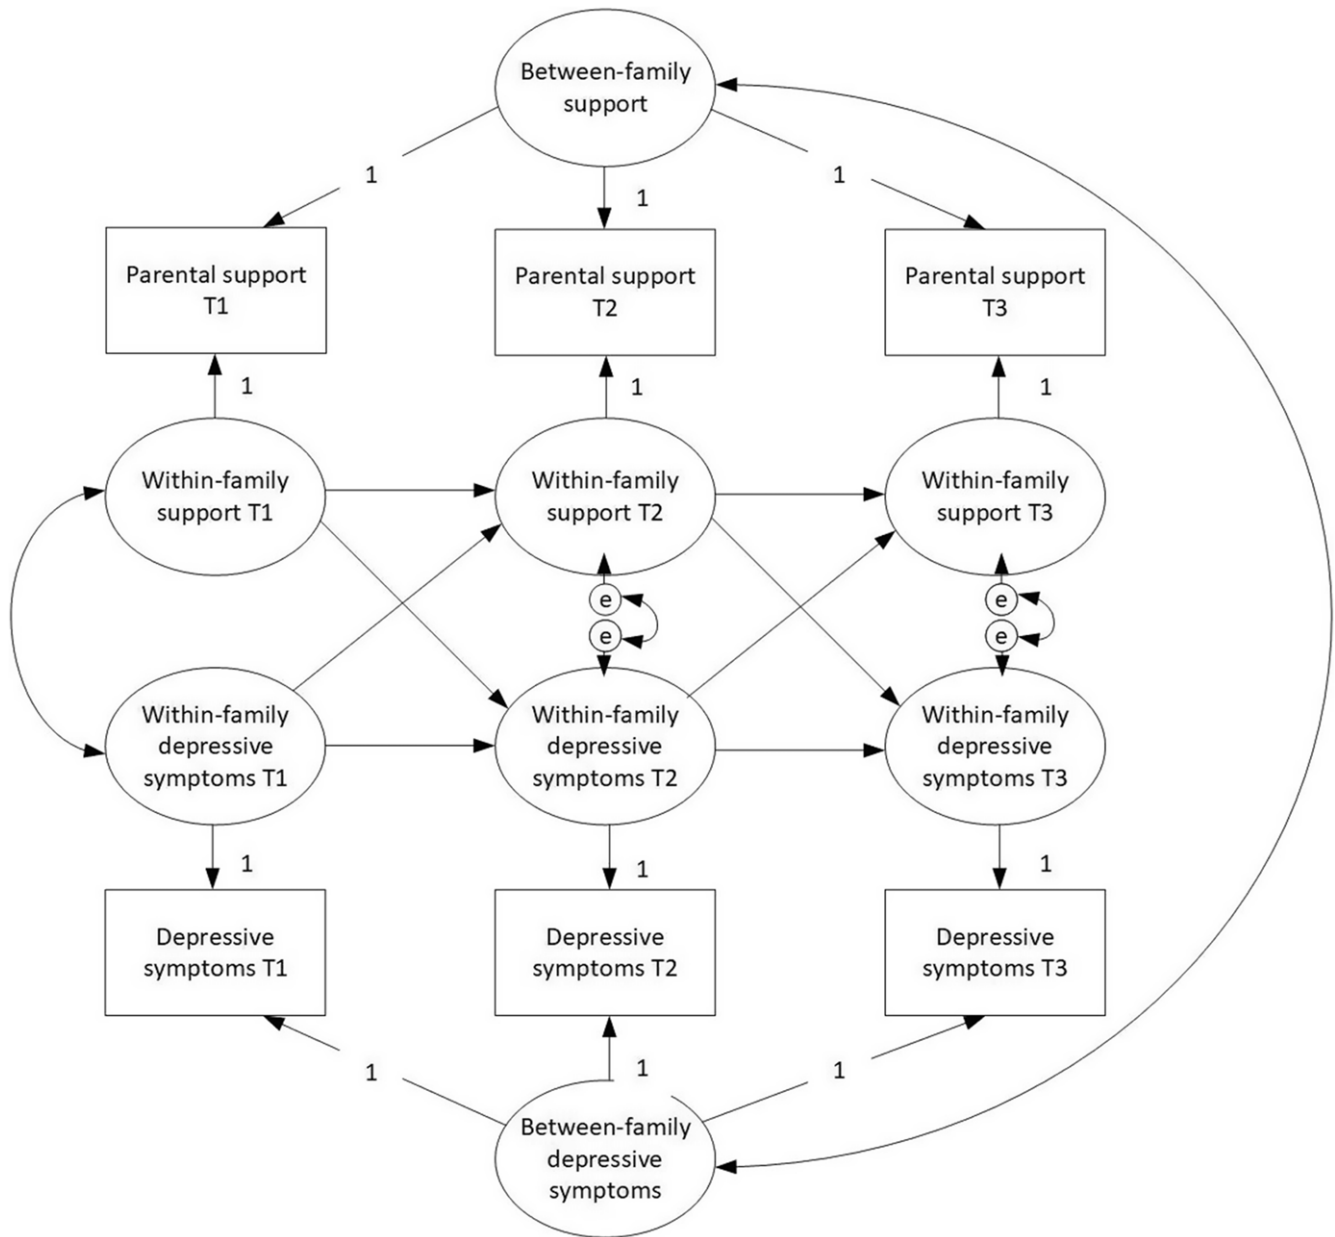 Between-family
support
1
1
1
Parental support
T1
Parental support
T2
Parental support
T3
1
1
1
Within-family
support T1
Within-family
support T2
Within-family
support T3
e
e
e
e
Within-family
depressive
symptoms T1
Within-family
depressive
symptoms T2
Within-family
depressive
symptoms T3
1
1
1
Depressive
symptoms T1
Depressive
symptoms T2
Depressive
symptoms T3
1
1
1
Between-family
depressive
symptoms